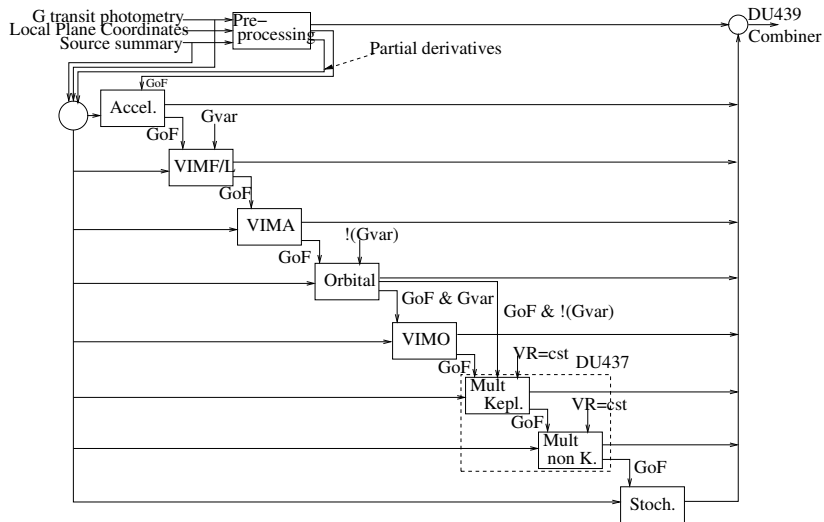 G transit photometry
Local Plane Coordinates
Source summary
Pre-
processing
DU439
Combiner
Partial derivatives
GoF
Accel.
GoF
Gvar
VIMF/L
GoF
VIMA
GoF
!(Gvar)
Orbital
GoF & Gvar
GoF & !(Gvar)
VIMO
GoF
VR=cst
DU437
Mult
Kepl.
GoF
VR=cst
Mult
non K.
GoF
Stoch.